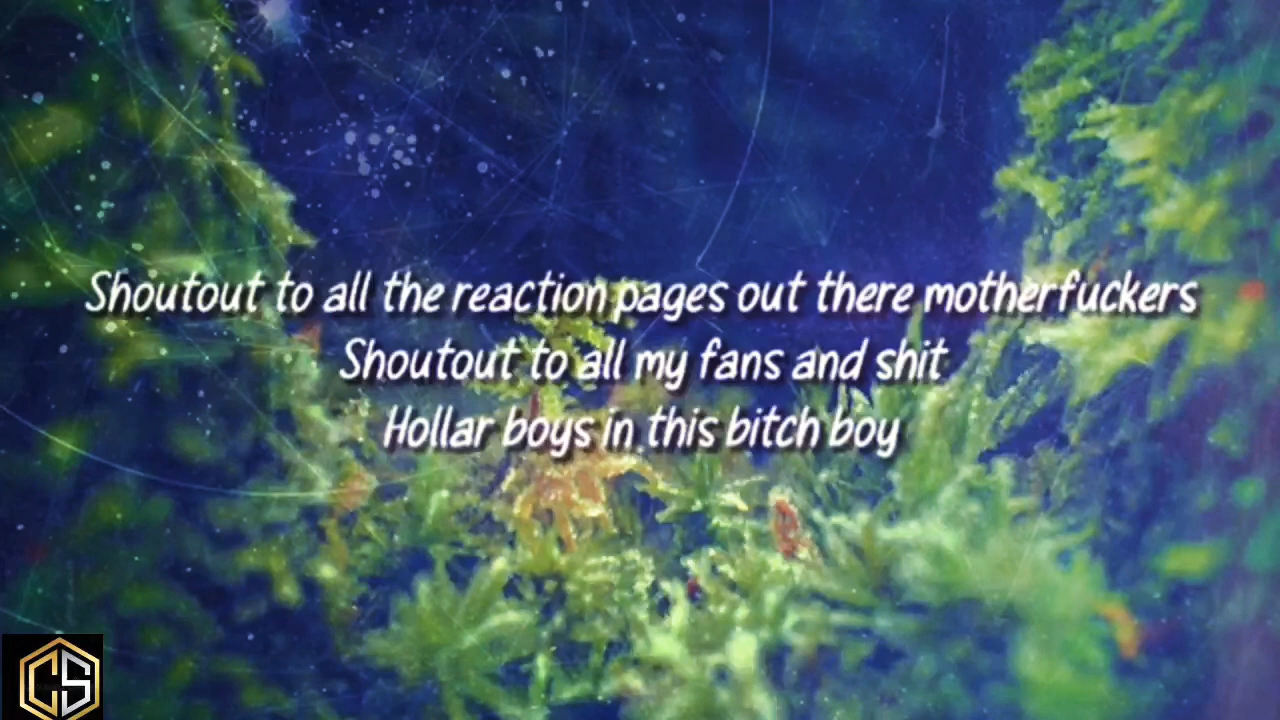 Shoutout to all the reaction pages out there motherfuckers
Shoutout to all my fans and shit
Hollar boys in this bitch boy
CS